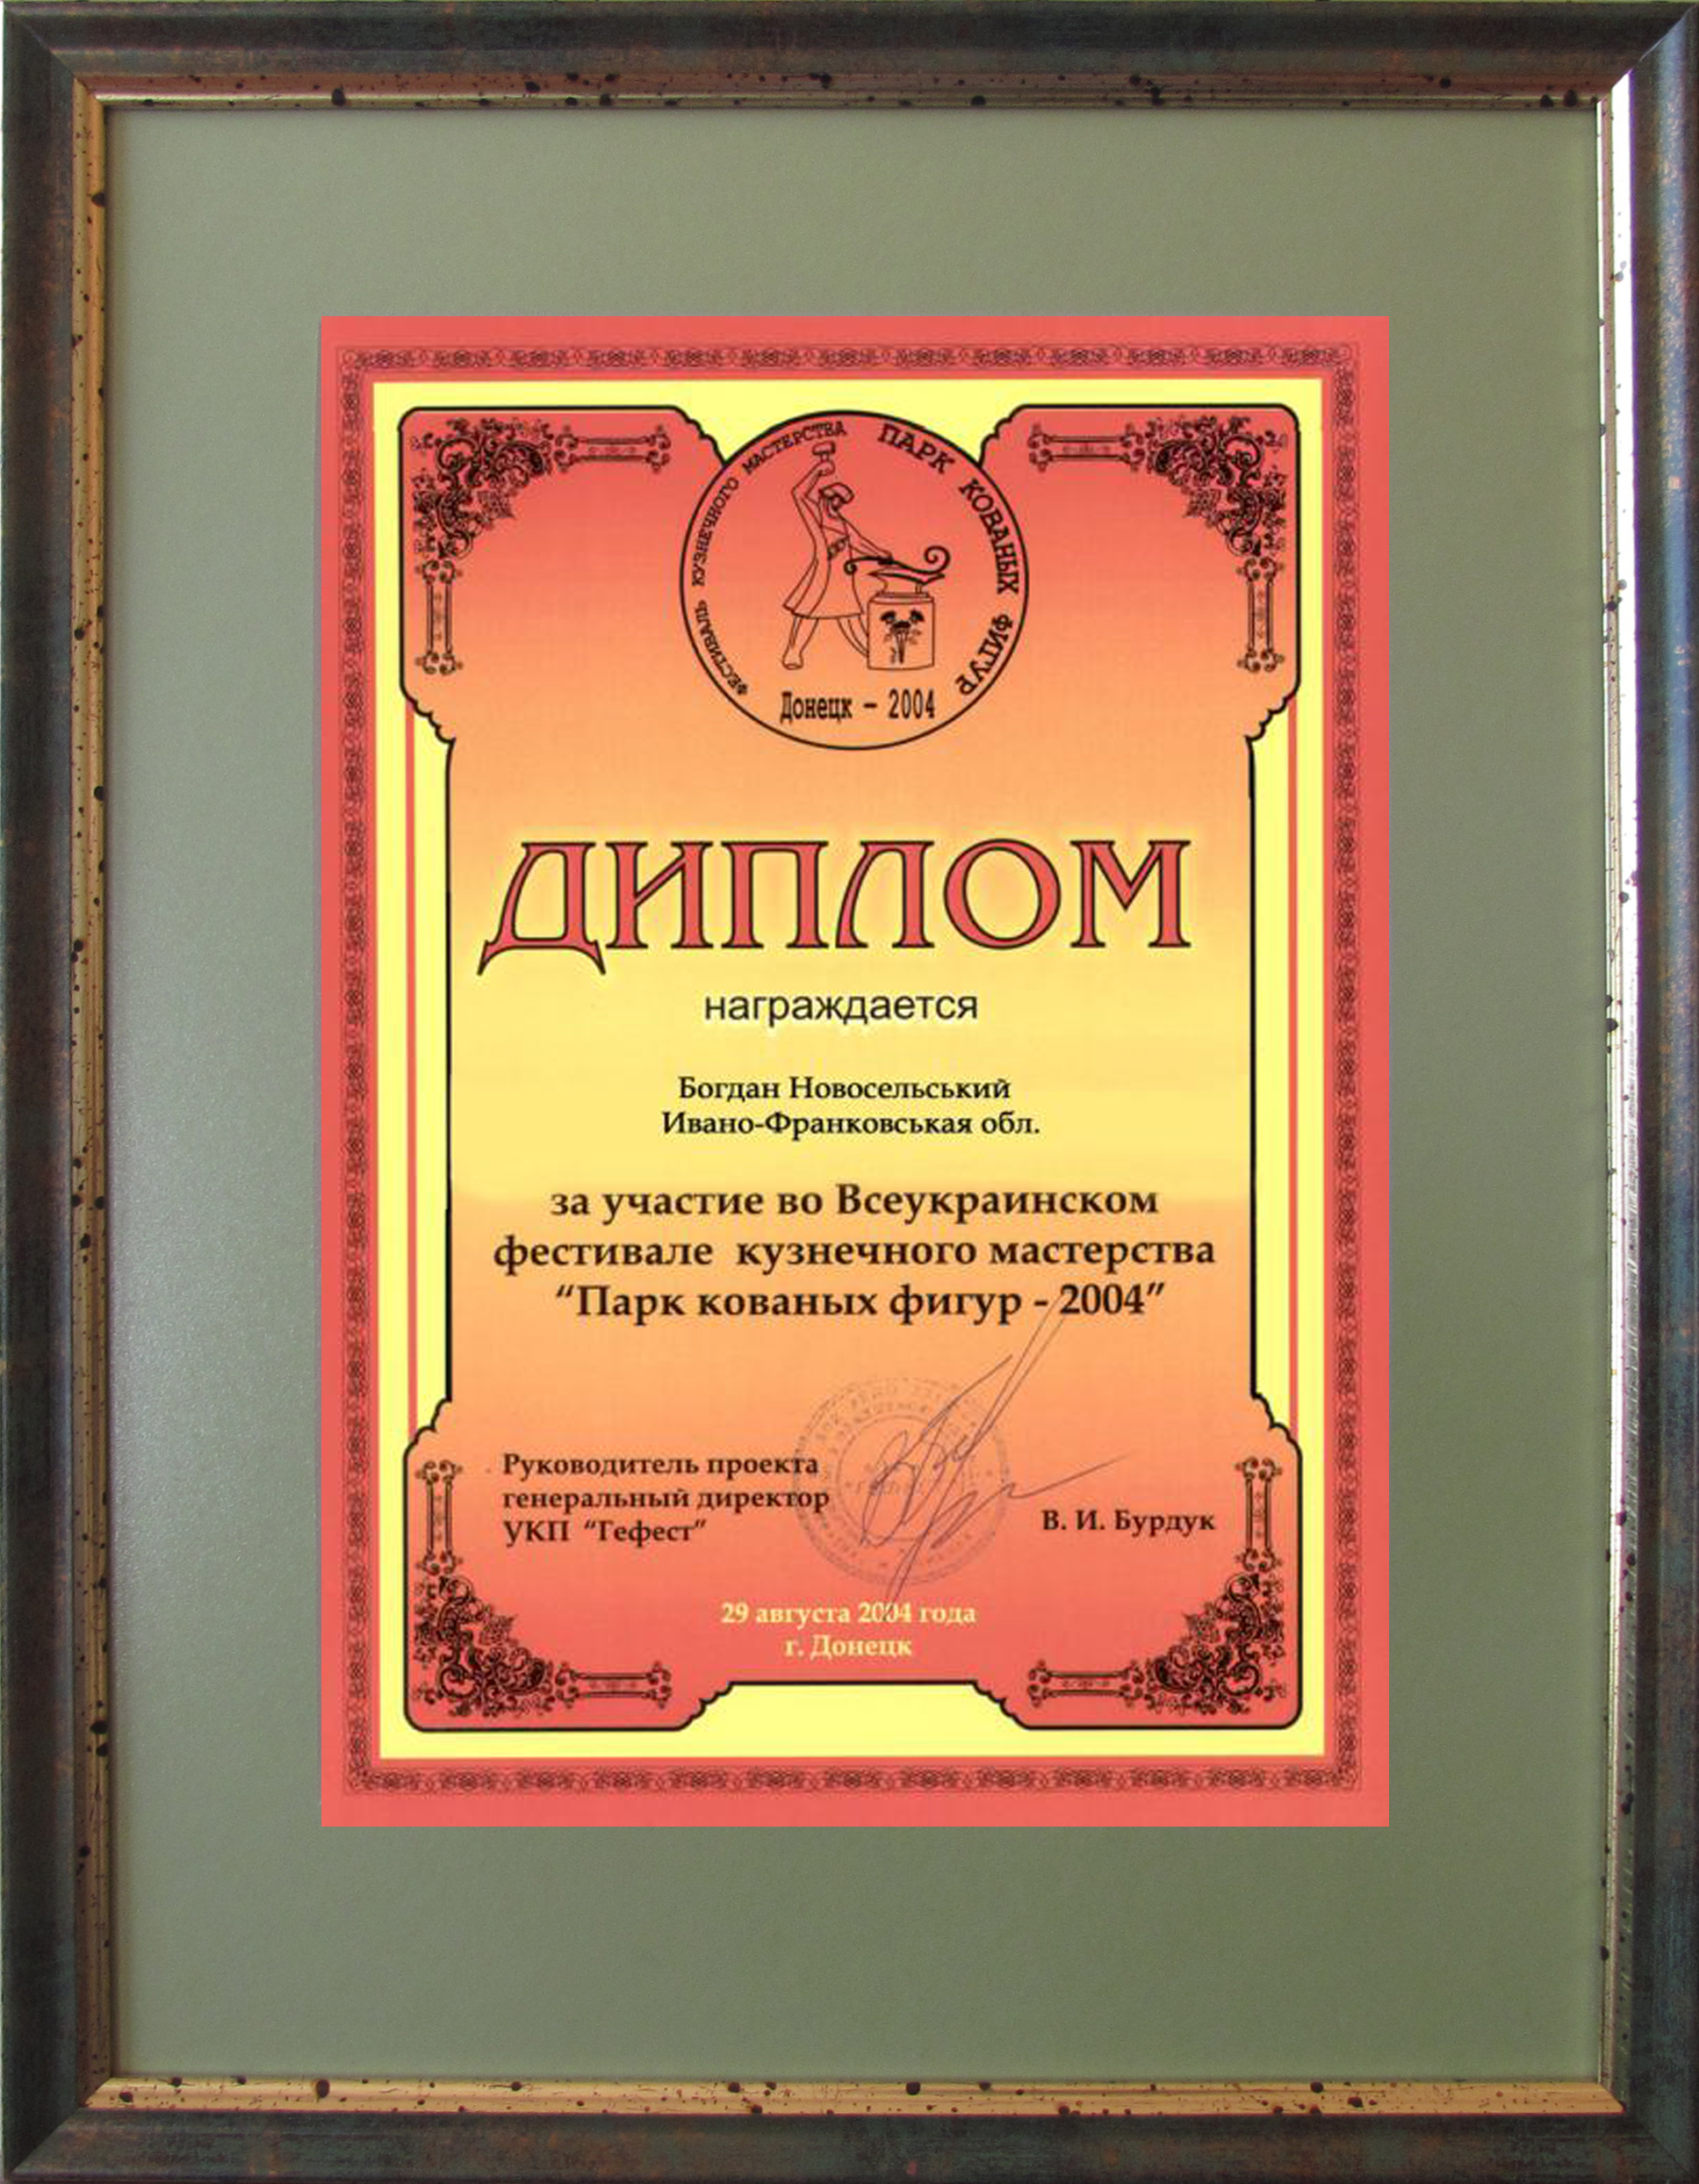 ФЕСТИВАЛЬ КУЗНЕЧНОГО МАСТЕРСТВА ПАРК КОВАНЫХ ФИГУР
Донецк - 2004
ДИПЛОМ
награждается
Богдан Новосельський
Ивано-Франковськая обл.
за участие во Всеукраинском
фестивале кузнечного мастерства
“Парк кованых фигур - 2004”
Руководитель проекта
генеральный директор
УКП “Гефест”
В. И. Бурдук
29 августа 2004 года
г. Донецк